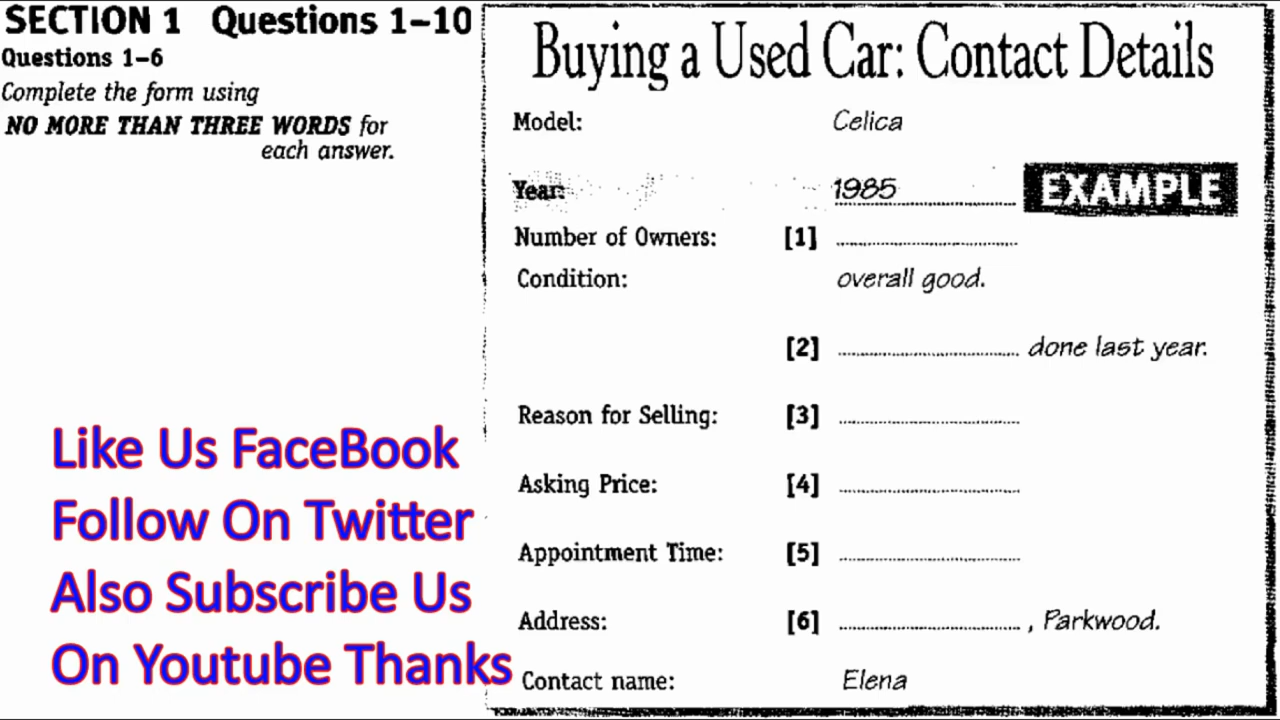 SECTION 1 Questions 1–10
Questions 1–6
Complete the form using
NO MORE THAN THREE WORDS for
each answer.
Buying a Used Car: Contact Details
Model: Celica
Year: 1985 EXAMPLE
Number of Owners: [1] ..............................
Condition: overall good.
[2] .............................. done last year.
Reason for Selling: [3] ..............................
Asking Price: [4] ..............................
Appointment Time: [5] ..............................
Address: [6] .............................. , Parkwood.
Contact name: Elena
Like Us FaceBook
Follow On Twitter
Also Subscribe Us
On Youtube Thanks